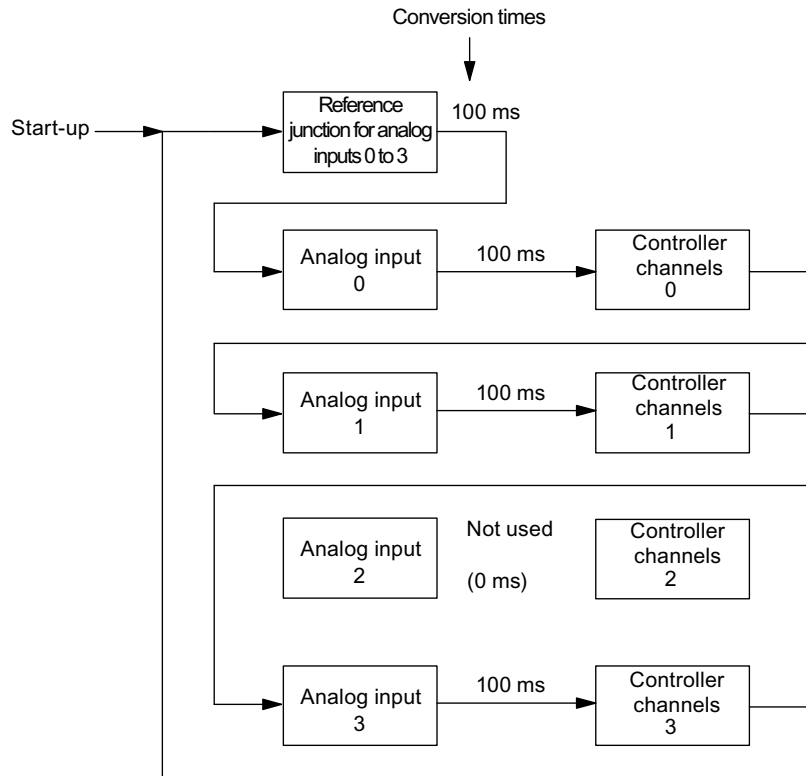 Conversion times
Reference
junction for analog
inputs 0 to 3
100 ms
Start-up
Analog input
0
100 ms
Controller
channels
0
Analog input
1
100 ms
Controller
channels
1
Analog input
2
Not used
(0 ms)
Controller
channels
2
Analog input
3
100 ms
Controller
channels
3